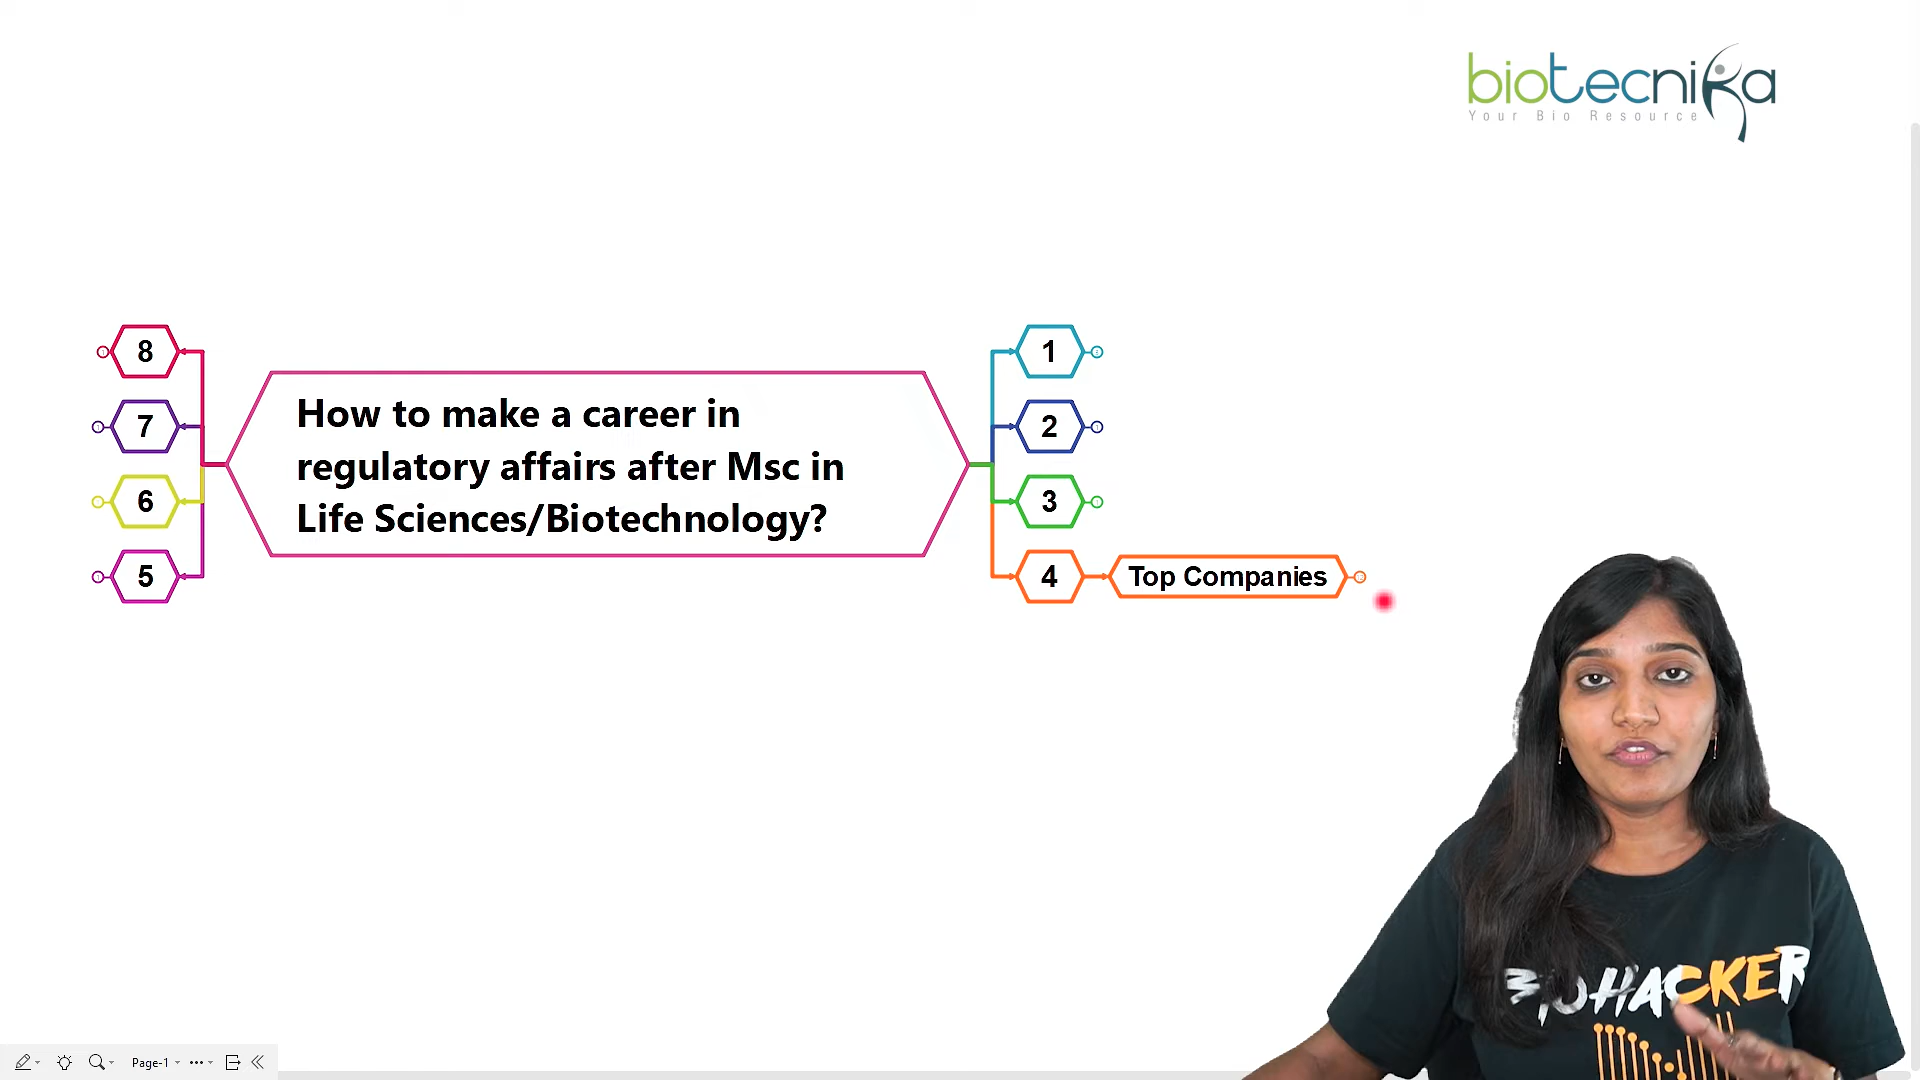 biotecnika
Your Bio Resource
8
7
6
5
How to make a career in
regulatory affairs after Msc in
Life Sciences/Biotechnology?
1
2
3
4
Top Companies
BIOHACKER
Page-1